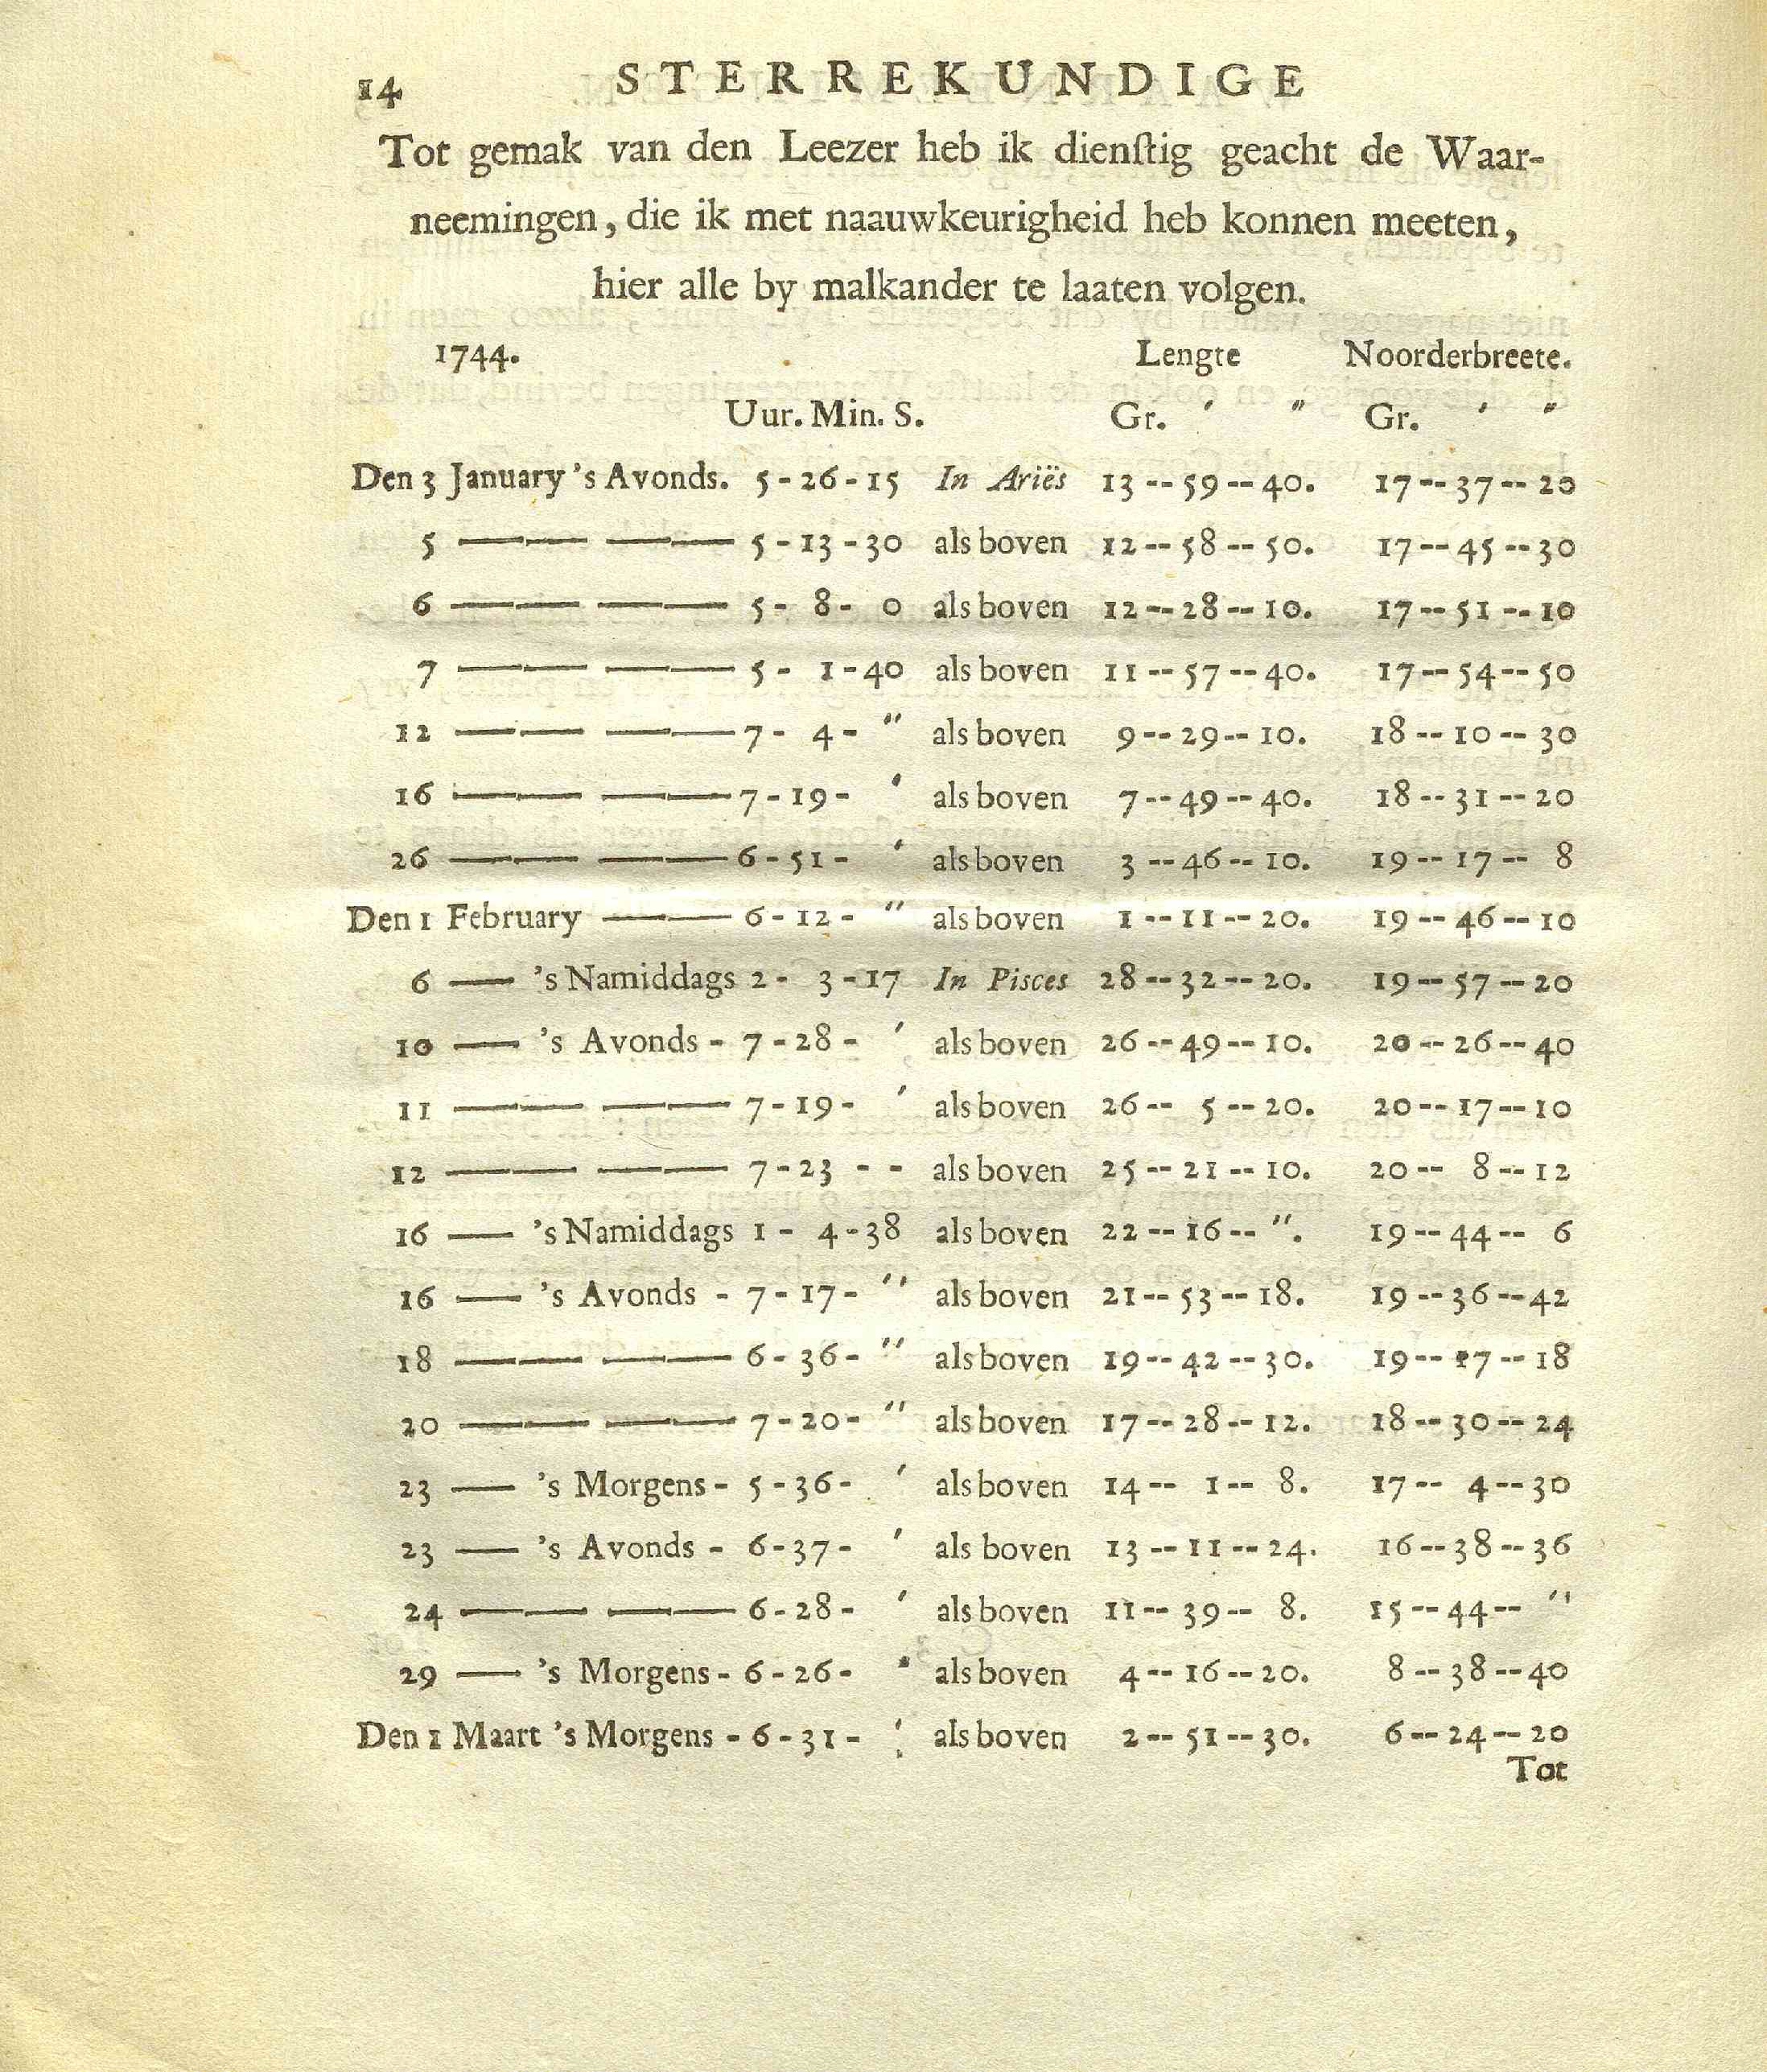 14 STERREKUNDIGE
Tot gemak van den Leezer heb ik dienſtig geacht de Waar-
neemingen, die ik met naauwkeurigheid heb konnen meeten,
hier alle by malkander te laaten volgen.
1744. Lengte Noorderbreete.
Uur. Min. S. Gr. ′ ″ Gr. ′ ″
Den 3 January 's Avonds. 5-26-15 In Ariës 13--59--40. 17--37--20
5 —— —— 5-13-30 als boven 12--58--50. 17--45--30
6 —— —— 5- 8- 0 als boven 12--28--10. 17--51--10
7 —— —— 5- 1-40 als boven 11--57--40. 17--54--50
12 —— —— 7- 4- ″ als boven 9--29--10. 18--10--30
16 —— —— 7-19- ′ als boven 7--49--40. 18--31--20
26 —— —— 6-51- ′ als boven 3--46--10. 19--17-- 8
Den 1 February —— 6-12- ″ als boven 1--11--20. 19--46--10
6 — 's Namiddags 2- 3-17 In Pisces 28--32--20. 19--57--20
10 — 's Avonds - 7-28- ′ als boven 26--49--10. 20--26--40
11 —— —— 7-19- ′ als boven 26-- 5--20. 20--17--10
12 —— —— 7-23 - - als boven 25--21--10. 20-- 8--12
16 — 's Namiddags 1- 4-38 als boven 22--16-- ″. 19--44-- 6
16 — 's Avonds - 7-17- ″ als boven 21--53--18. 19--36--42
18 —— —— 6-36- ″ als boven 19--42--30. 19-- --18
20 —— —— 7-20- ″ als boven 17--28--12. 18--30--24
23 — 's Morgens - 5-36- ′ als boven 14-- 1-- 8. 17-- 4--30
23 — 's Avonds - 6-37- ′ als boven 13--11--24. 16--38--36
24 —— —— 6-28- ′ als boven 11--39-- 8. 15--44-- ″
29 — 's Morgens - 6-26- ′ als boven 4--16--20. 8--38--40
Den 1 Maart 's Morgens - 6-31- ′ als boven 2--51--30. 6--24--20
Tot